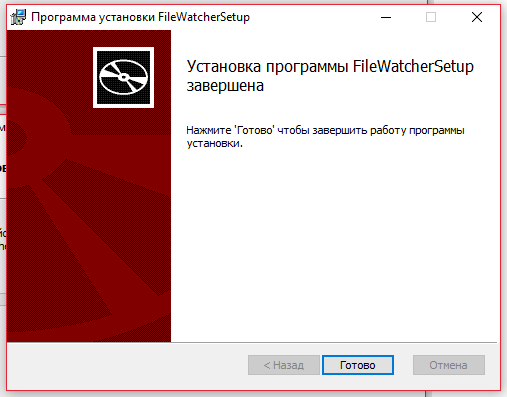 Программа установки FileWatcherSetup
Установка программы FileWatcherSetup
завершена
Нажмите 'Готово' чтобы завершить работу программы
установки.
< Назад
Готово
Отмена